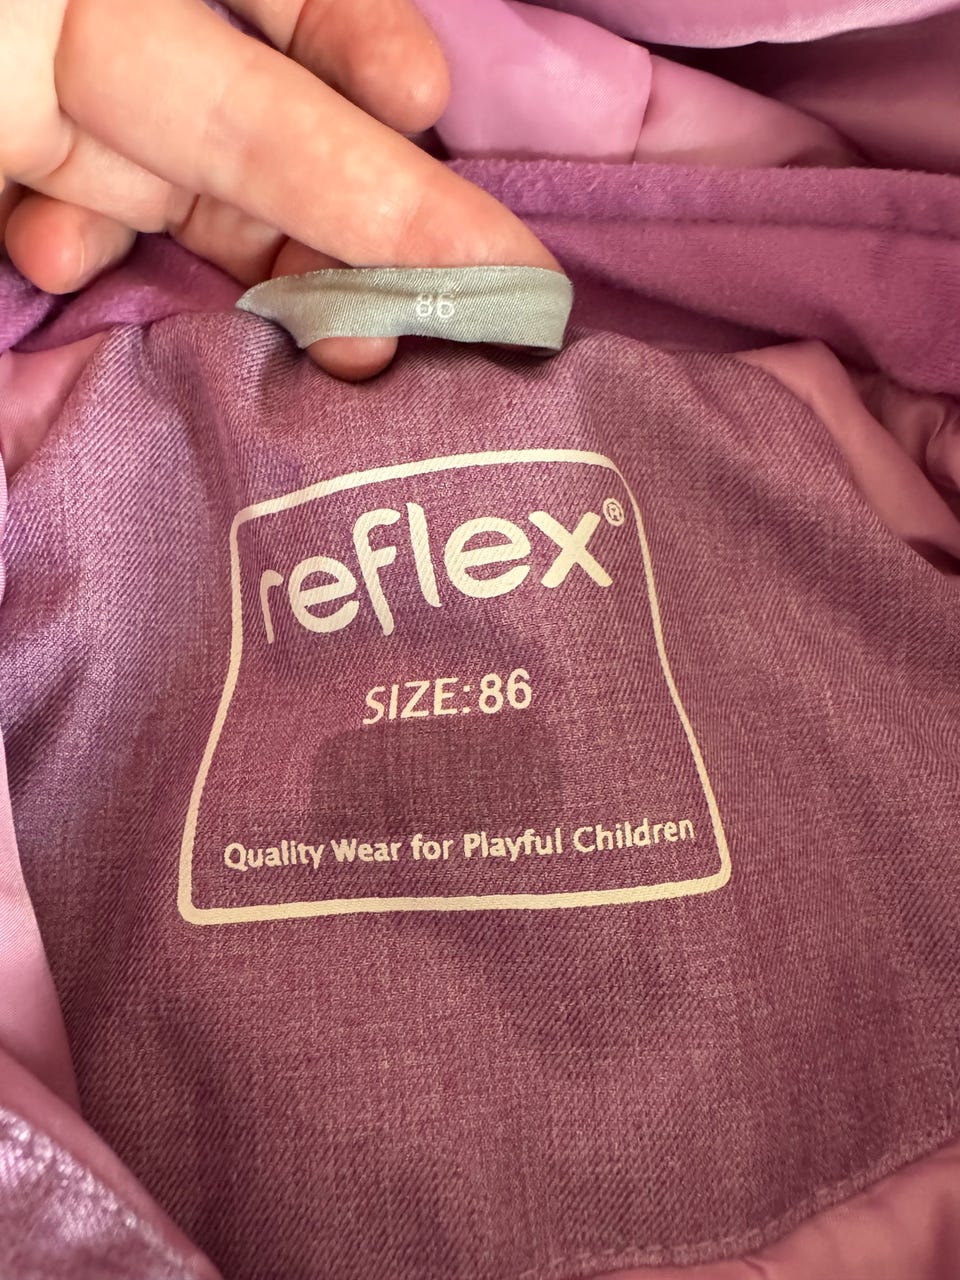 86
reflex®
SIZE:86
Quality Wear for Playful Children